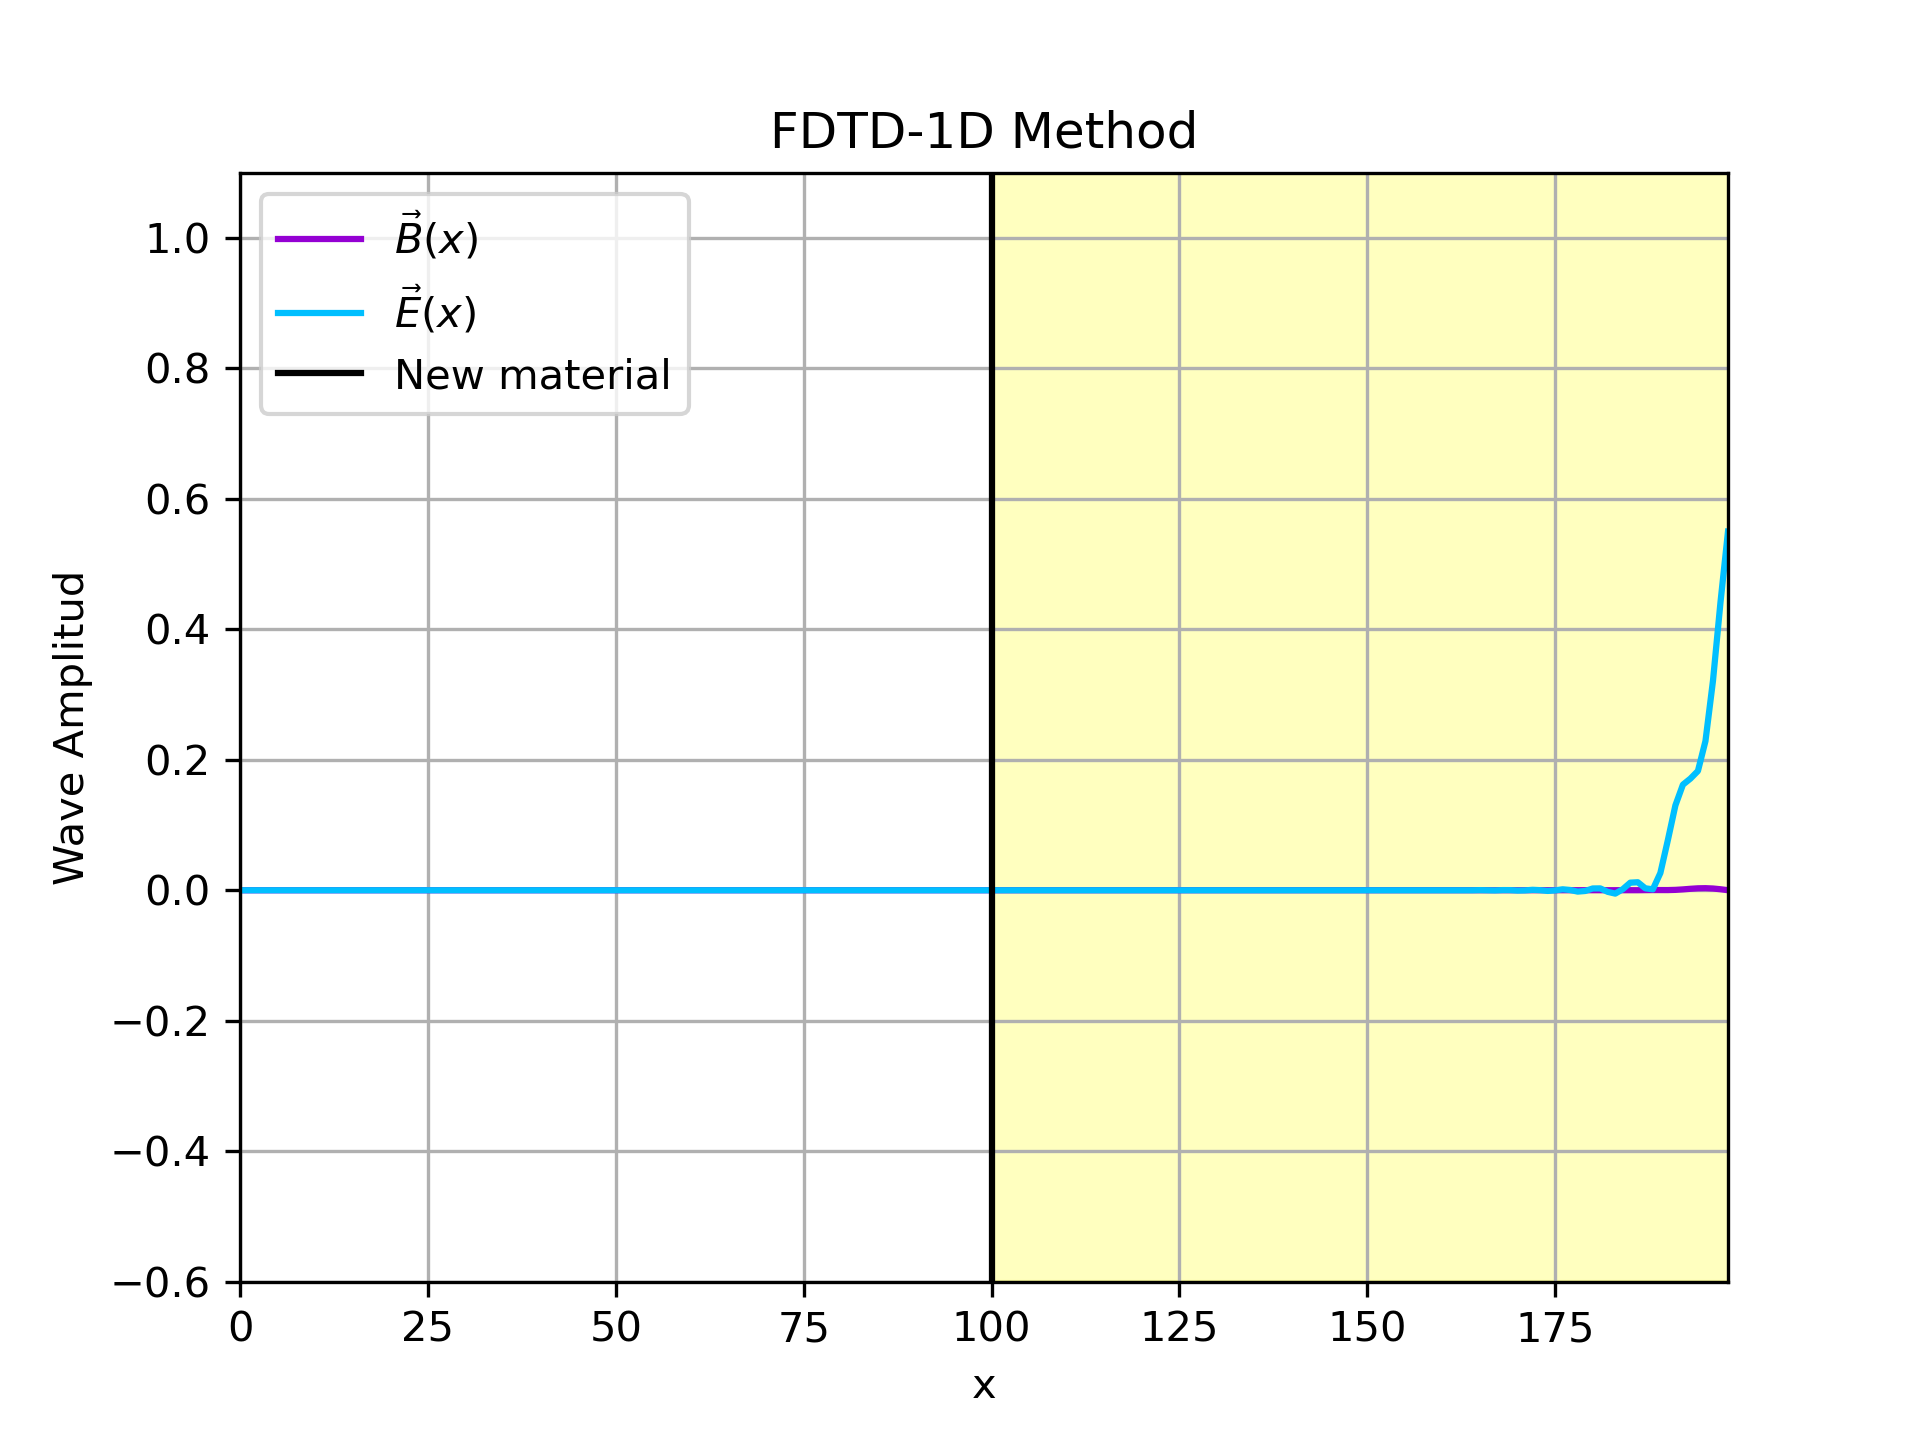 FDTD-1D Method
B⃗(x)
E⃗(x)
New material
Wave Amplitud
1.0
0.8
0.6
0.4
0.2
0.0
−0.2
−0.4
−0.6
0 25 50 75 100 125 150 175
x